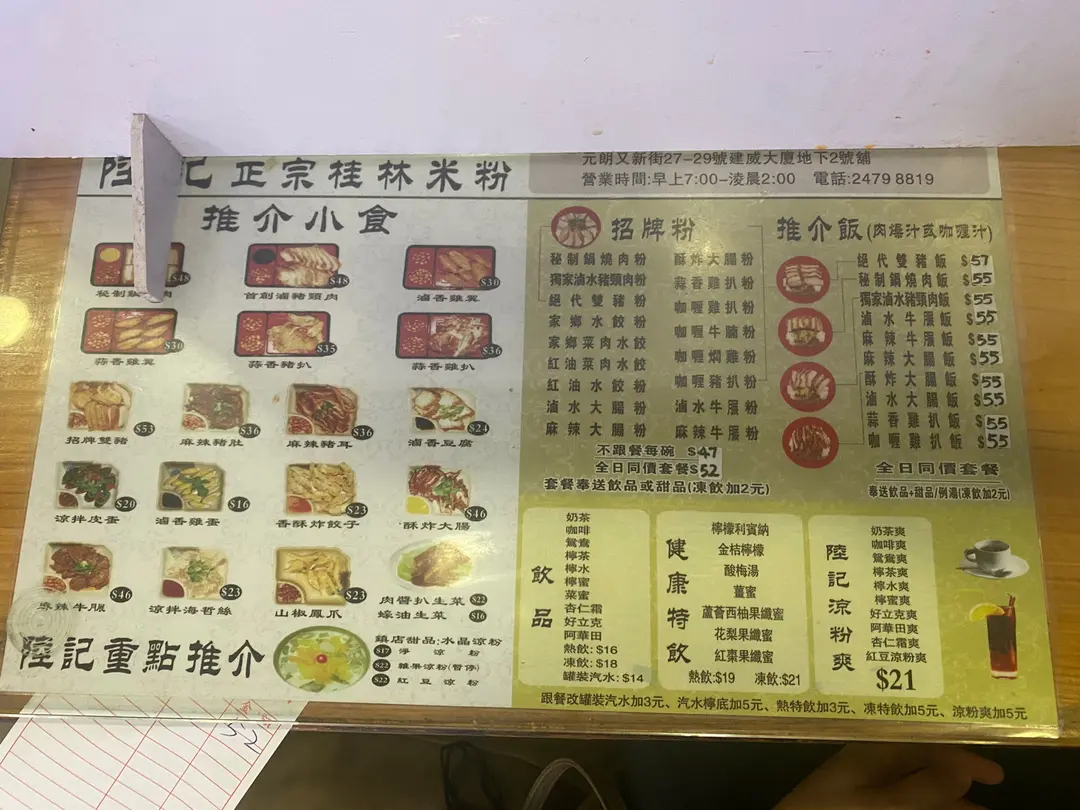 記正宗桂林米粉
元朗又新街27-29號建威大廈地下2號舖
營業時間:早上7:00-淩晨2:00 電話:2479 8819
推介小食
$48
首創滷豬頸肉 $48
滷香雞翼 $30
蒜香雞翼 $30
蒜香豬扒 $35
蒜香雞扒 $36
招牌雙豬 $53
麻辣豬肚 $36
麻辣豬耳 $36
滷香豆腐 $24
涼拌皮蛋 $20
滷香雞蛋 $16
香酥炸餃子 $23
酥炸大腸 $46
麻辣牛𦟌 $46
涼拌海哲絲 $23
山椒鳳爪 $23
肉醬扒生菜 $22
蠔油生菜 $16
陸記重點推介
鎮店甜品:水晶涼粉
$17 淨涼粉
$22 雜果涼粉(暫停)
$22 紅豆涼粉
招牌粉
秘制鍋燒肉粉
獨家滷水豬頸肉粉
絕代雙豬粉
家鄉水餃粉
家鄉菜肉水餃
紅油菜肉水餃
紅油水餃粉
滷水大腸粉
麻辣大腸粉
酥炸大腸粉
蒜香雞扒粉
咖喱雞扒粉
咖喱牛腩粉
咖喱燜雞粉
咖喱豬扒粉
滷水牛𦟌粉
麻辣牛𦟌粉
不跟餐每碗 $47
全日同價套餐$52
套餐奉送飲品或甜品(凍飲加2元)
推介飯(肉燥汁或咖喱汁)
絕代雙豬飯 $57
秘制鍋燒肉飯 $55
獨家滷水豬頸肉飯 $55
滷水牛𦟌飯 $55
麻辣牛𦟌飯 $55
麻辣大腸飯 $55
酥炸大腸飯 $55
滷水大腸飯 $55
蒜香雞扒飯 $55
咖喱雞扒飯 $55
全日同價套餐
奉送飲品+甜品/例湯(凍飲加2元)
飲品
奶茶
咖啡
鴛鴦
檸茶
檸水
檸蜜
菜蜜
杏仁霜
好立克
阿華田
熱飲:$16
凍飲:$18
罐裝汽水:$14
健康特飲
檸檬利賓納
金桔檸檬
酸梅湯
薑蜜
蘆薈西柚果纖蜜
花梨果纖蜜
紅棗果纖蜜
熱飲:$19 凍飲:$21
陸記涼粉爽
奶茶爽
咖啡爽
鴛鴦爽
檸茶爽
檸水爽
檸蜜爽
好立克爽
阿華田爽
杏仁霜爽
紅豆涼粉爽
$21
跟餐改罐裝汽水加3元、汽水檸底加5元、熱特飲加3元、凍特飲加5元、涼粉爽加5元
52